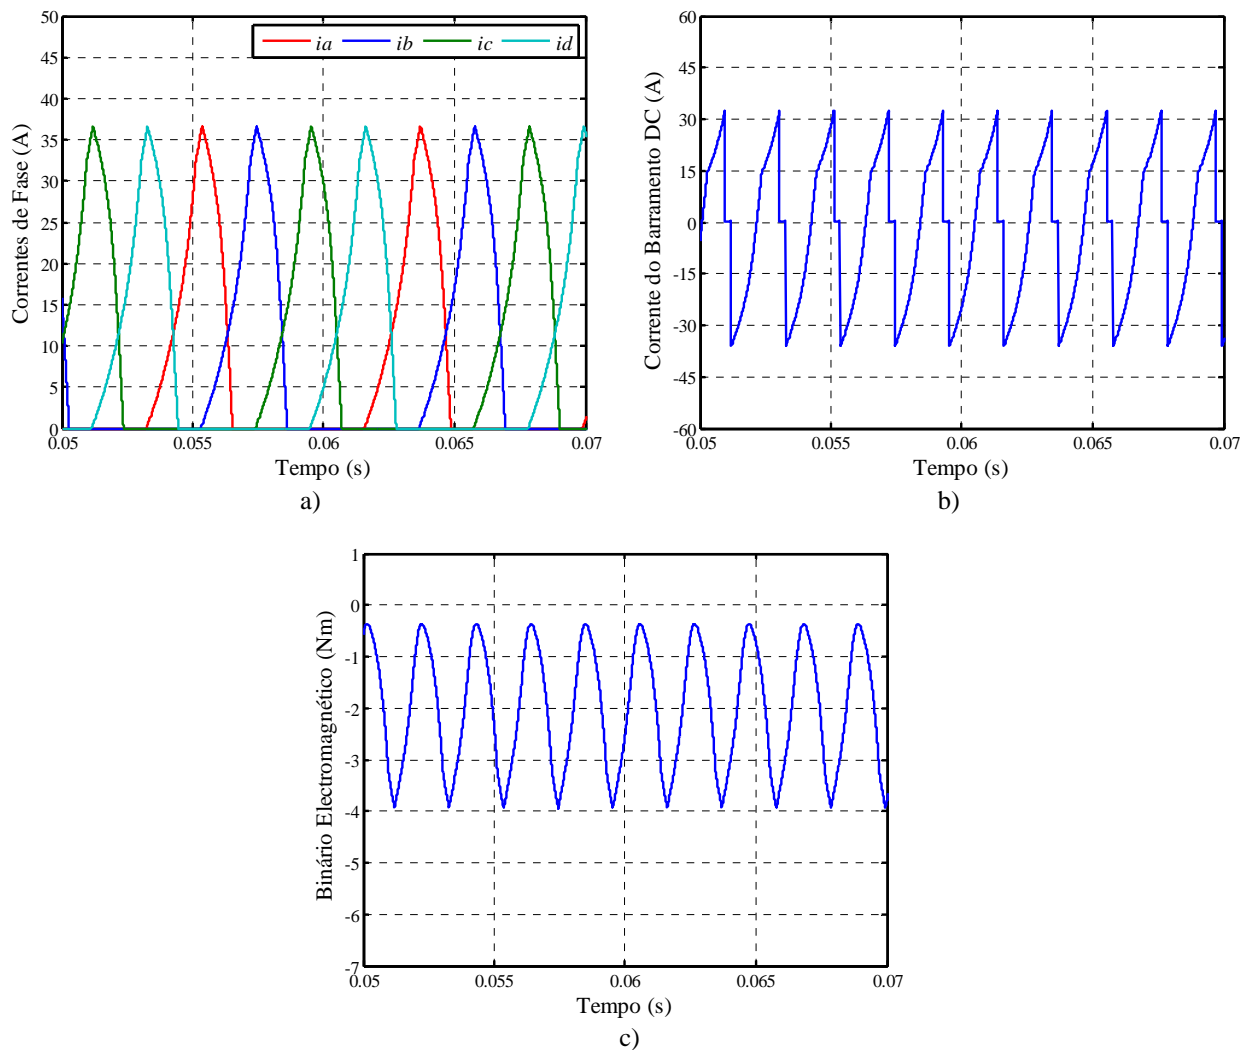 50
45
40
35
30
25
20
15
10
5
0
ia ib ic id
Correntes de Fase (A)
0.05 0.055 0.06 0.065 0.07
Tempo (s)
a)
60
45
30
15
0
-15
-30
-45
-60
Corrente do Barramento DC (A)
0.05 0.055 0.06 0.065 0.07
Tempo (s)
b)
1
0
-1
-2
-3
-4
-5
-6
-7
Binário Electromagnético (Nm)
0.05 0.055 0.06 0.065 0.07
Tempo (s)
c)